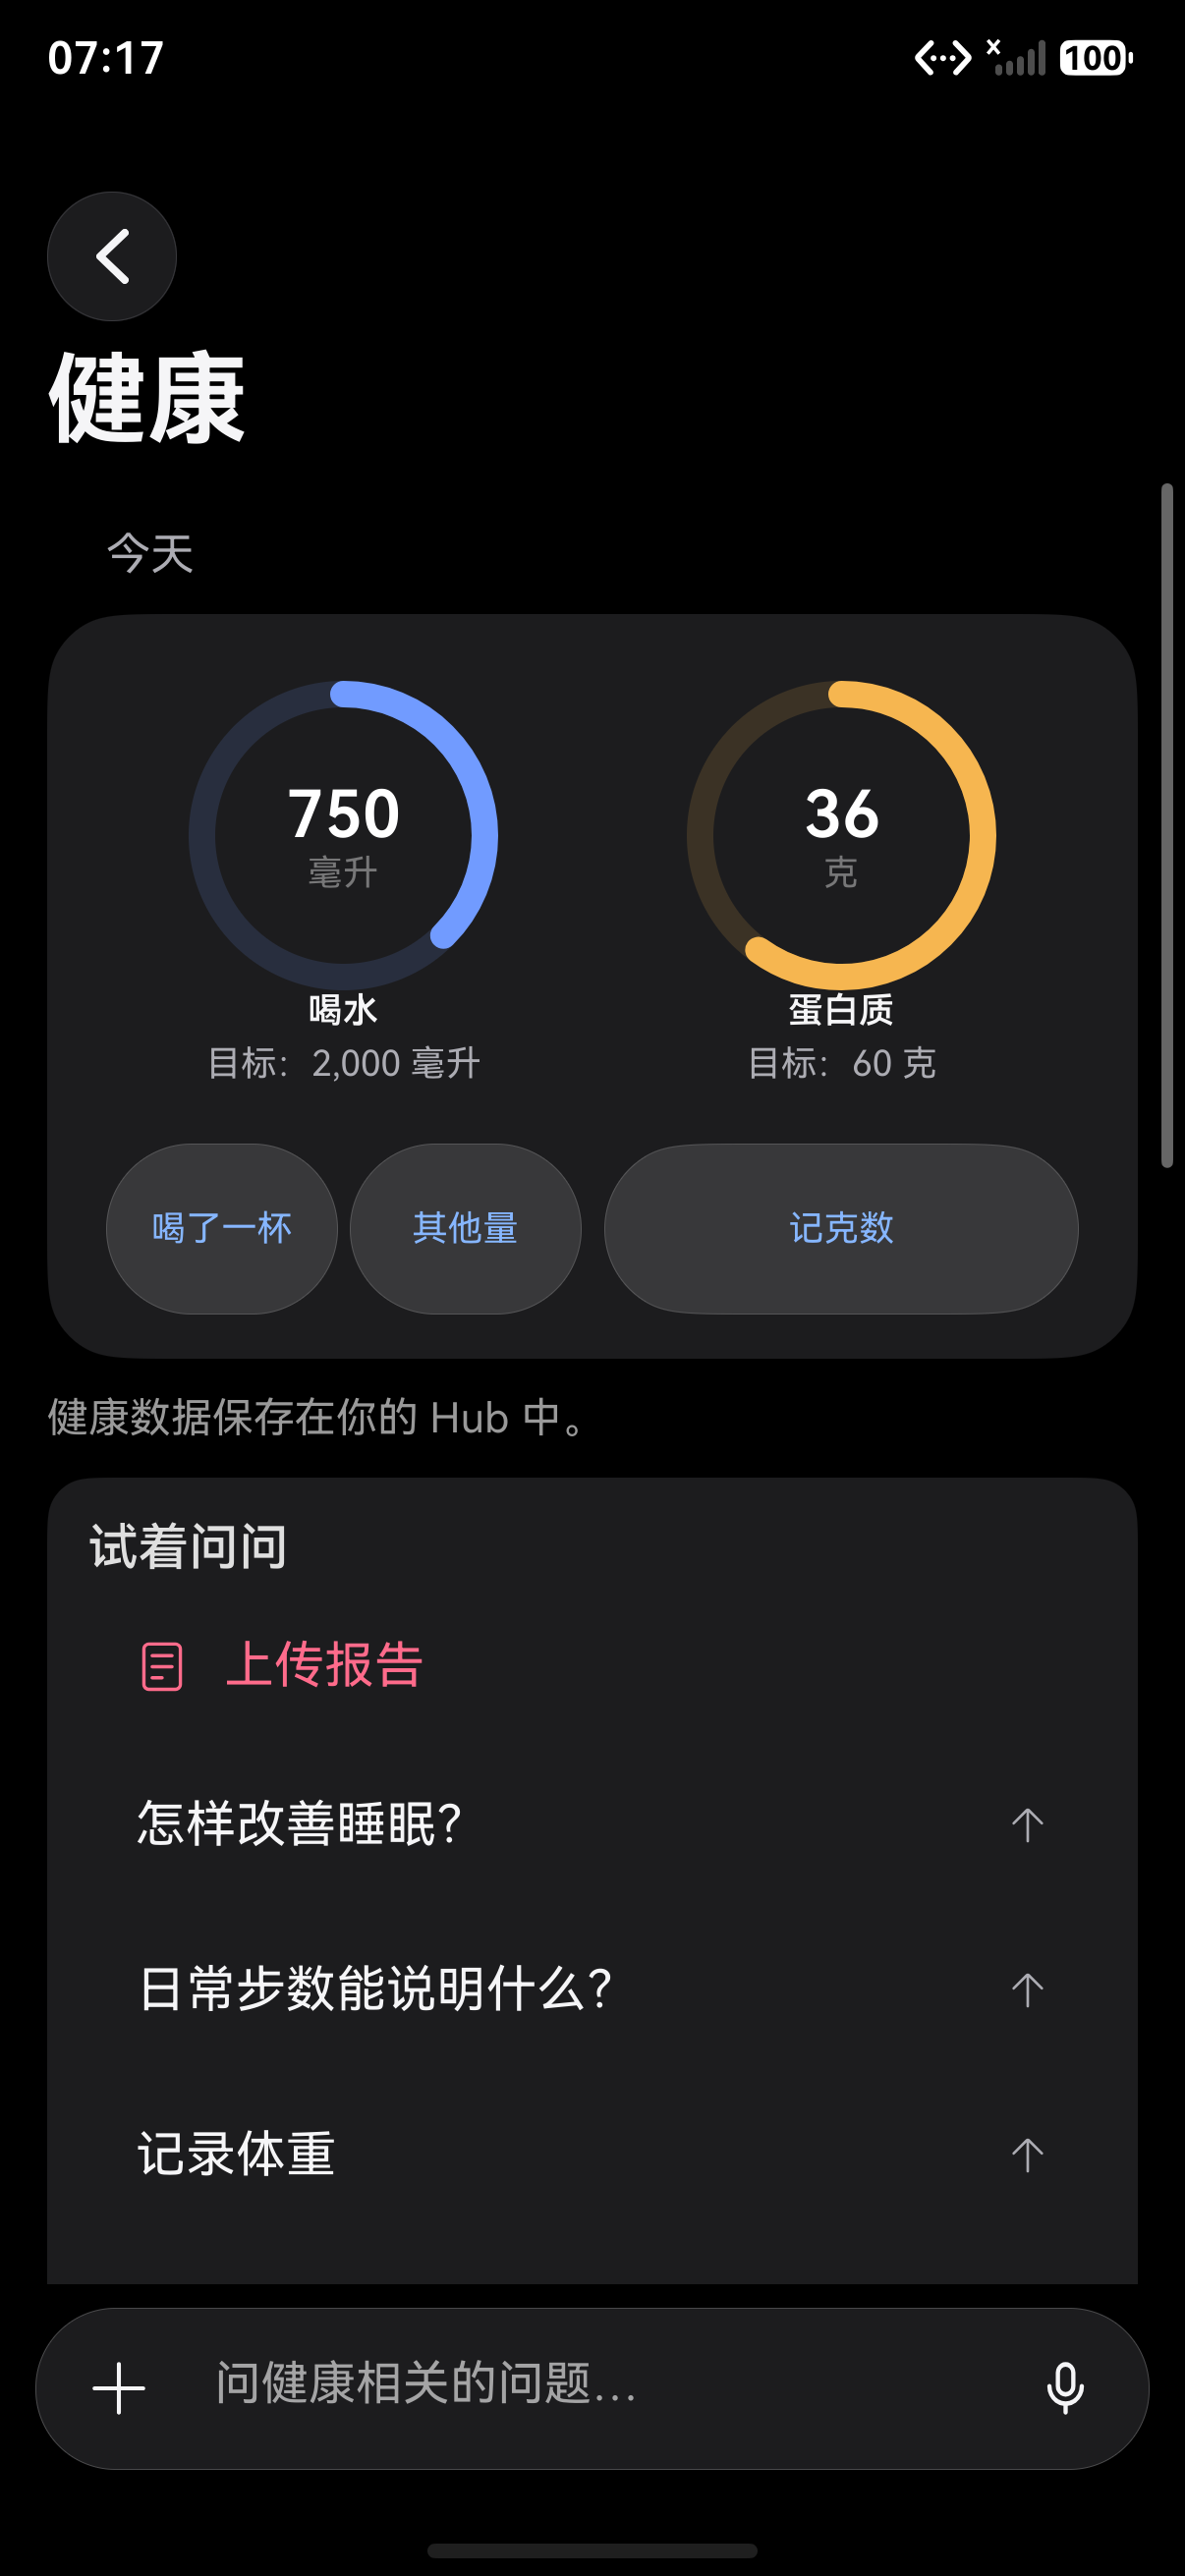 07:17
100
健康
今天
750
毫升
喝水
目标：2,000 毫升
36
克
蛋白质
目标：60 克
喝了一杯
其他量
记克数
健康数据保存在你的 Hub 中。
试着问问
上传报告
怎样改善睡眠？
日常步数能说明什么？
记录体重
问健康相关的问题…